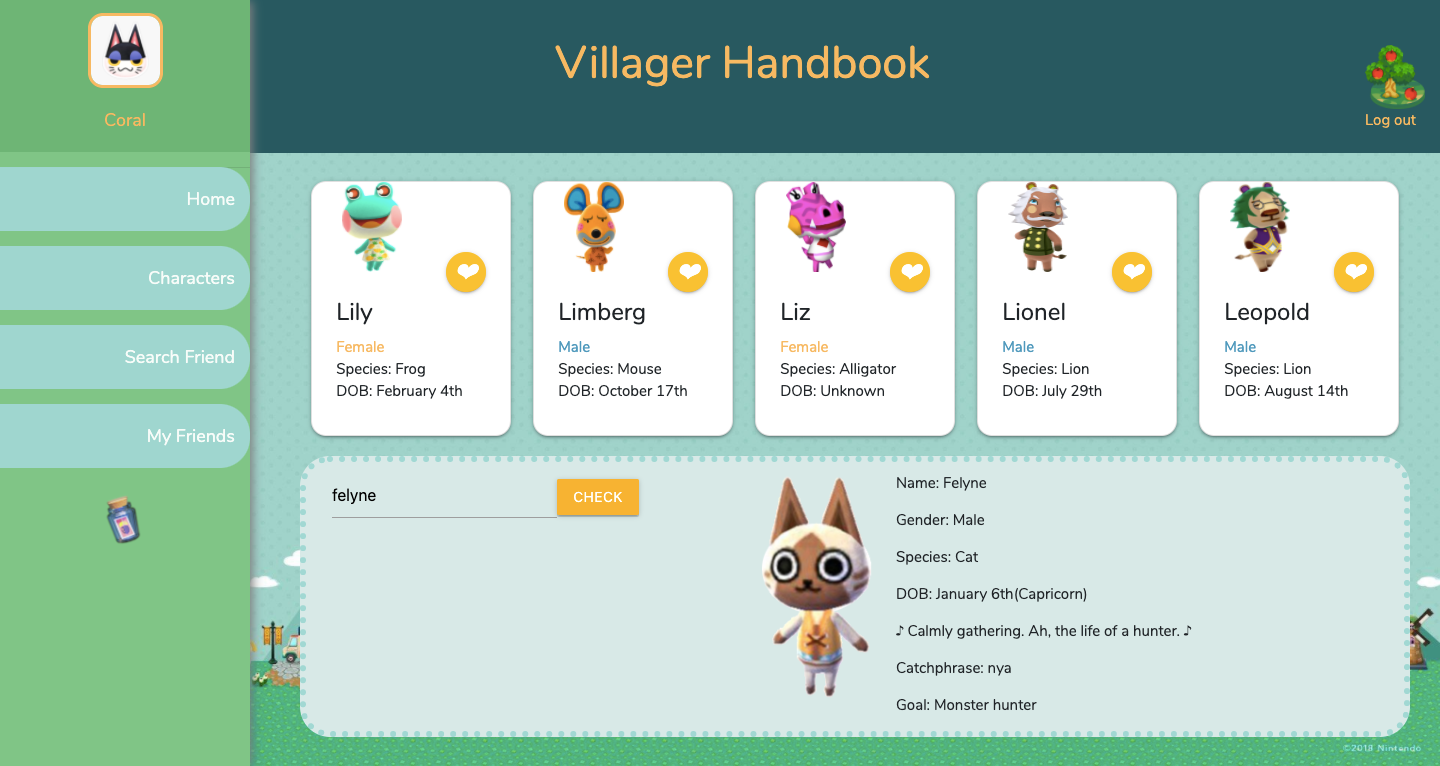 Villager Handbook
Coral
Log out
Home
Characters
Search Friend
My Friends
Lily
Female
Species: Frog
DOB: February 4th
Limberg
Male
Species: Mouse
DOB: October 17th
Liz
Female
Species: Alligator
DOB: Unknown
Lionel
Male
Species: Lion
DOB: July 29th
Leopold
Male
Species: Lion
DOB: August 14th
felyne
CHECK
Name: Felyne
Gender: Male
Species: Cat
DOB: January 6th(Capricorn)
♪ Calmly gathering. Ah, the life of a hunter. ♪
Catchphrase: nya
Goal: Monster hunter
©2018 Nintendo